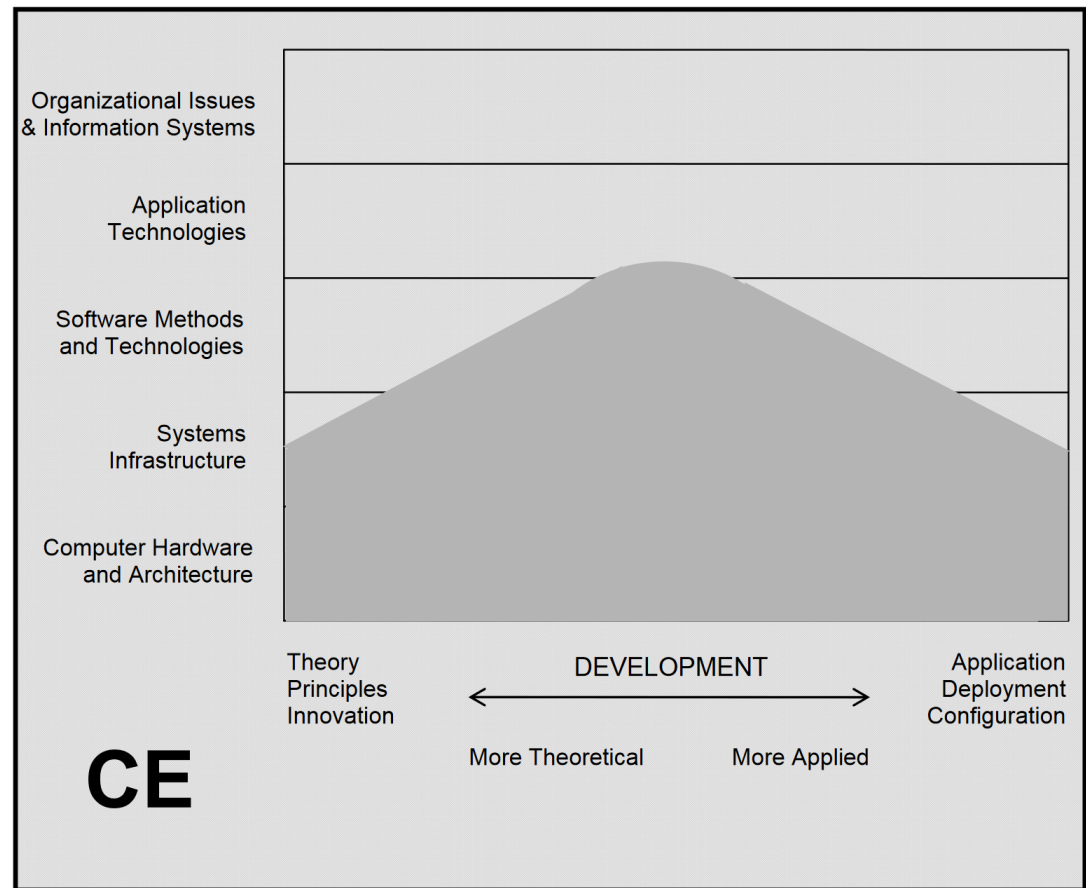 Organizational Issues
& Information Systems
Application
Technologies
Software Methods
and Technologies
Systems
Infrastructure
Computer Hardware
and Architecture
Theory
Principles
Innovation
DEVELOPMENT
More Theoretical
More Applied
Application
Deployment
Configuration
CE